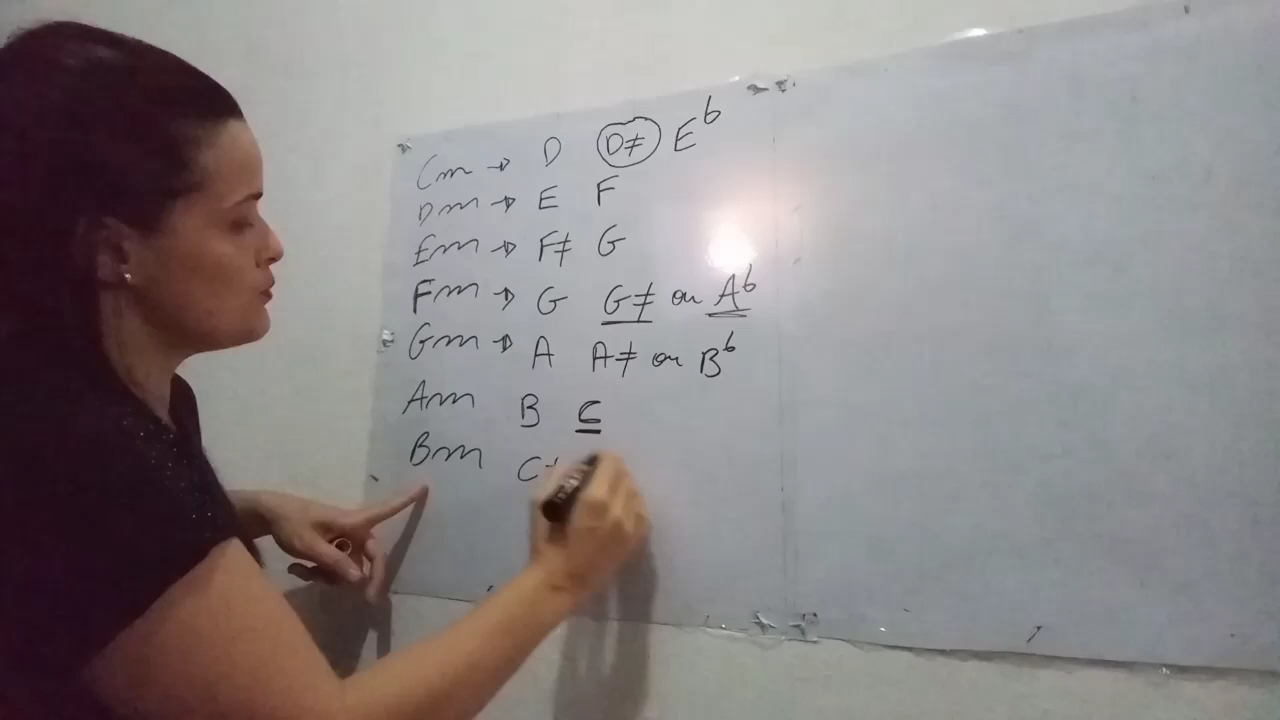 Cm → D D# E♭
Dm → E F
Em → F# G
Fm → G G# ou A♭
Gm → A A# ou B♭
Am B C
Bm C